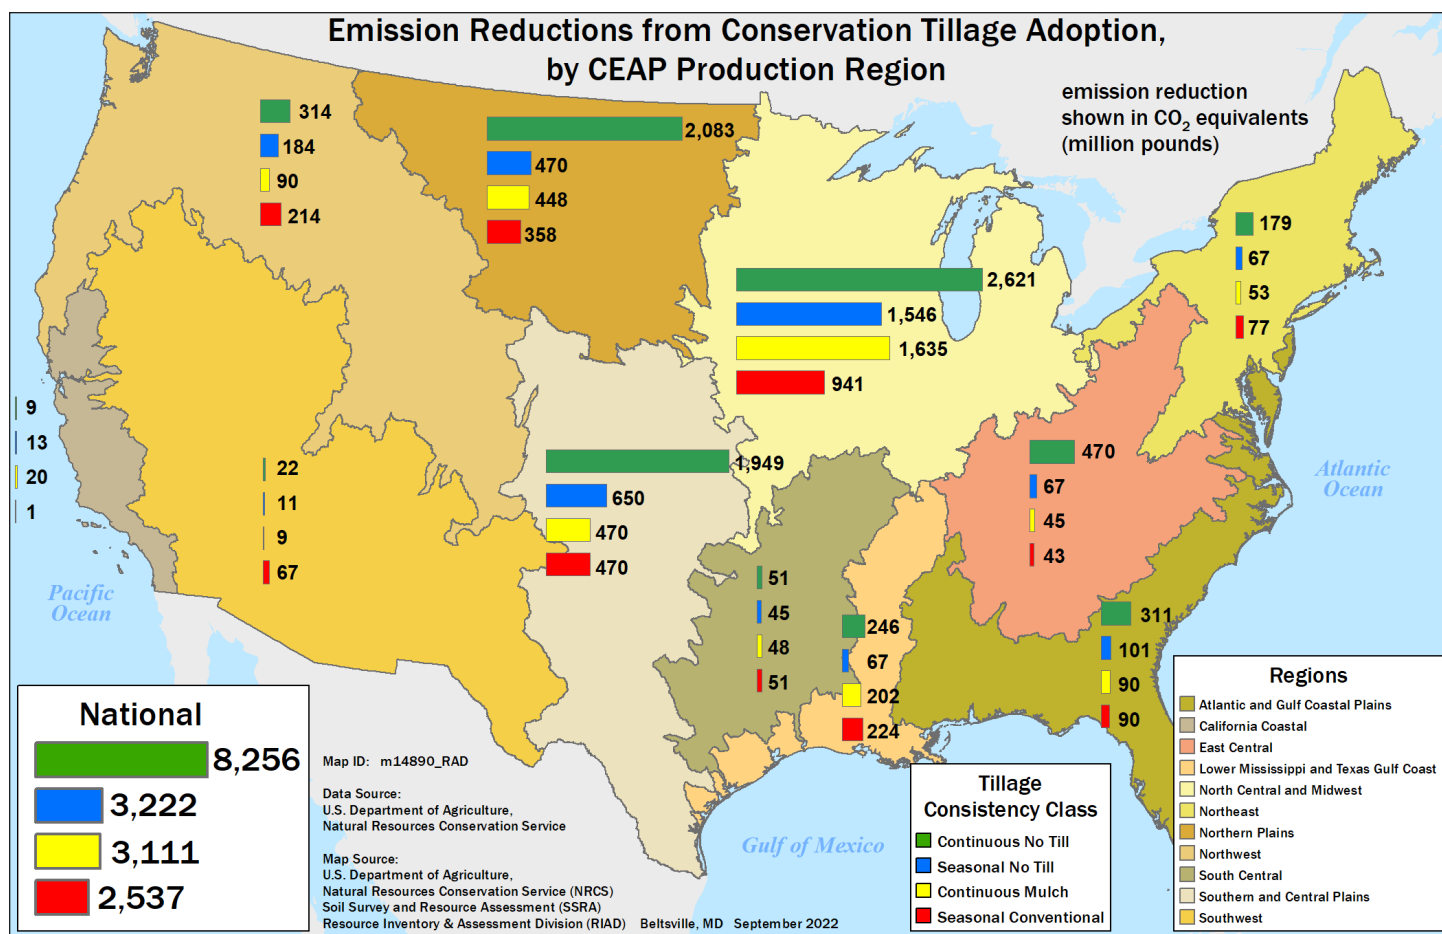 Emission Reductions from Conservation Tillage Adoption,
by CEAP Production Region
emission reduction
shown in CO₂ equivalents
(million pounds)
314
184
90
214
2,083
470
448
358
2,621
1,546
1,635
941
179
67
53
77
9
13
20
1
22
11
9
67
1,949
650
470
470
470
67
45
43
51
45
48
51
246
67
202
224
311
101
90
90
Pacific
Ocean
Atlantic
Ocean
Gulf of Mexico
National
8,256
3,222
3,111
2,537
Map ID: m14890_RAD
Data Source:
U.S. Department of Agriculture,
Natural Resources Conservation Service
Map Source:
U.S. Department of Agriculture,
Natural Resources Conservation Service (NRCS)
Soil Survey and Resource Assessment (SSRA)
Resource Inventory & Assessment Division (RIAD) Beltsville, MD September 2022
Tillage
Consistency Class
Continuous No Till
Seasonal No Till
Continuous Mulch
Seasonal Conventional
Regions
Atlantic and Gulf Coastal Plains
California Coastal
East Central
Lower Mississippi and Texas Gulf Coast
North Central and Midwest
Northeast
Northern Plains
Northwest
South Central
Southern and Central Plains
Southwest